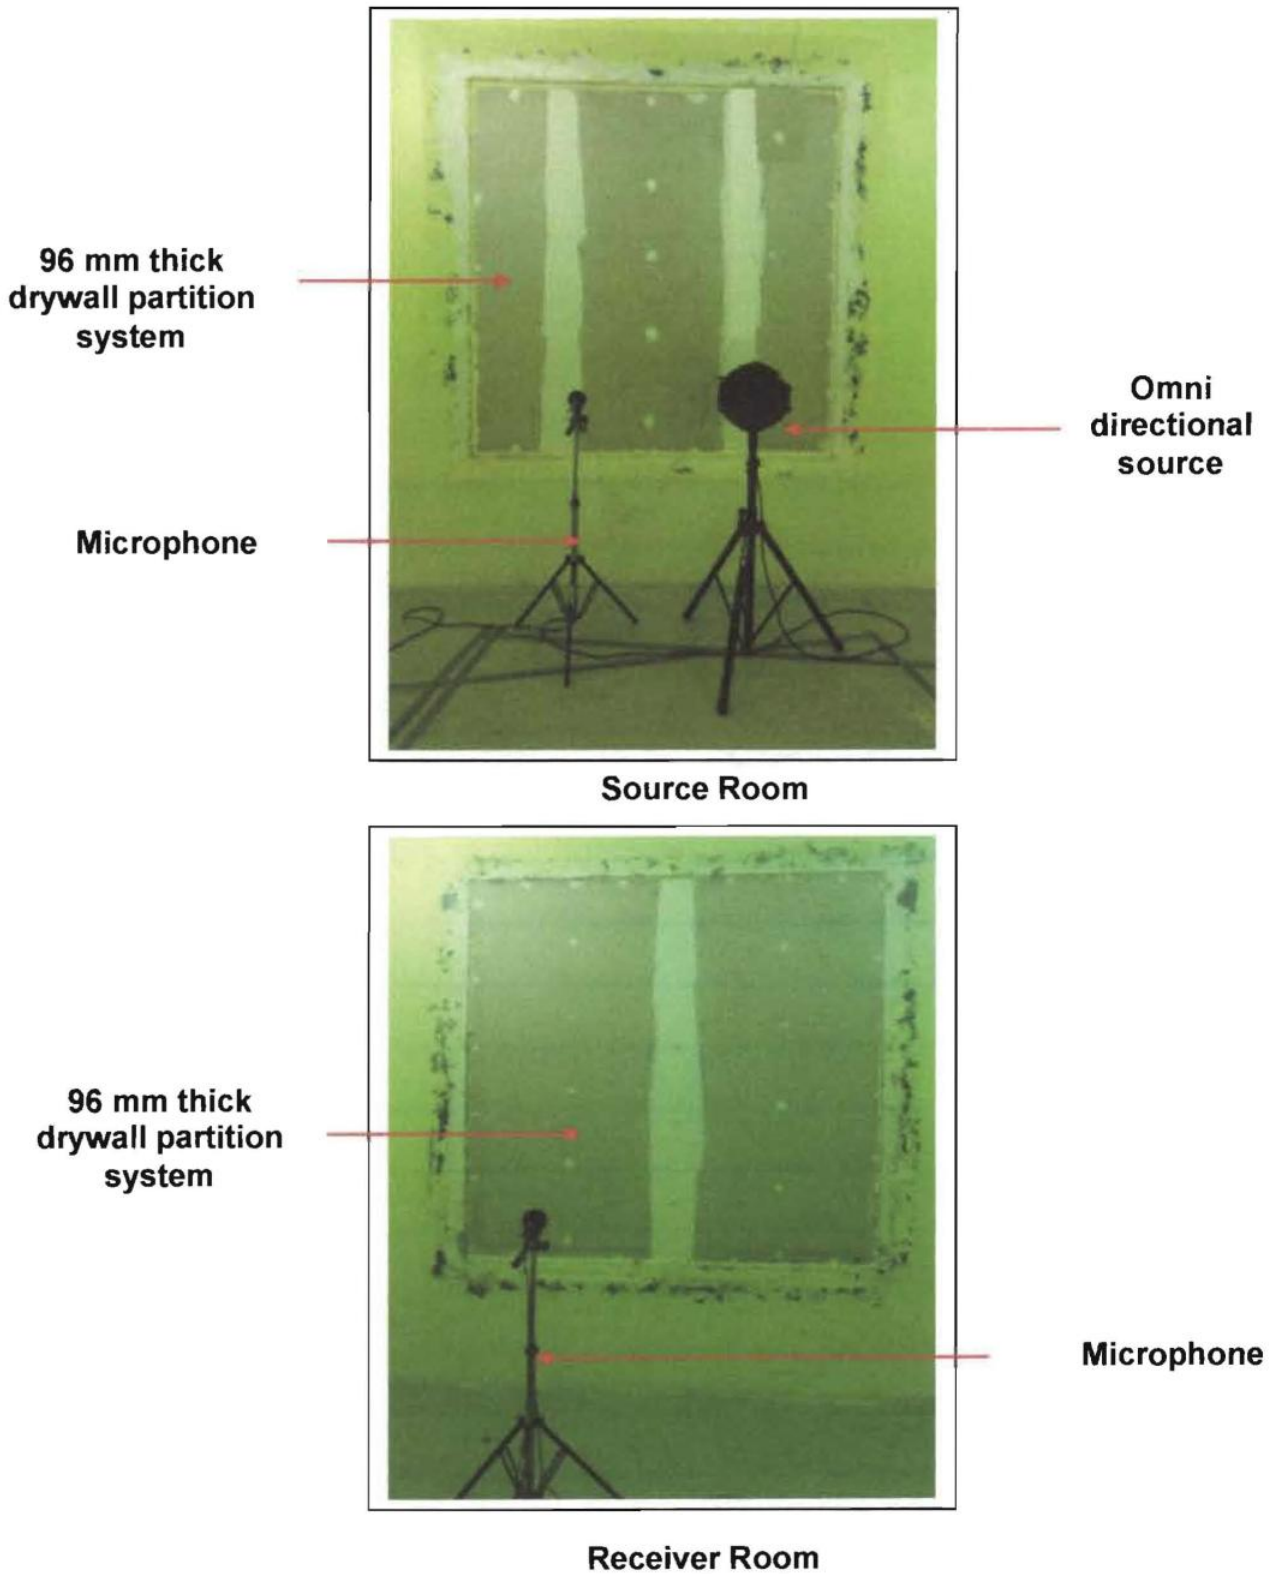 96 mm thick
drywall partition
system
Omni
directional
source
Microphone
Source Room
96 mm thick
drywall partition
system
Microphone
Receiver Room